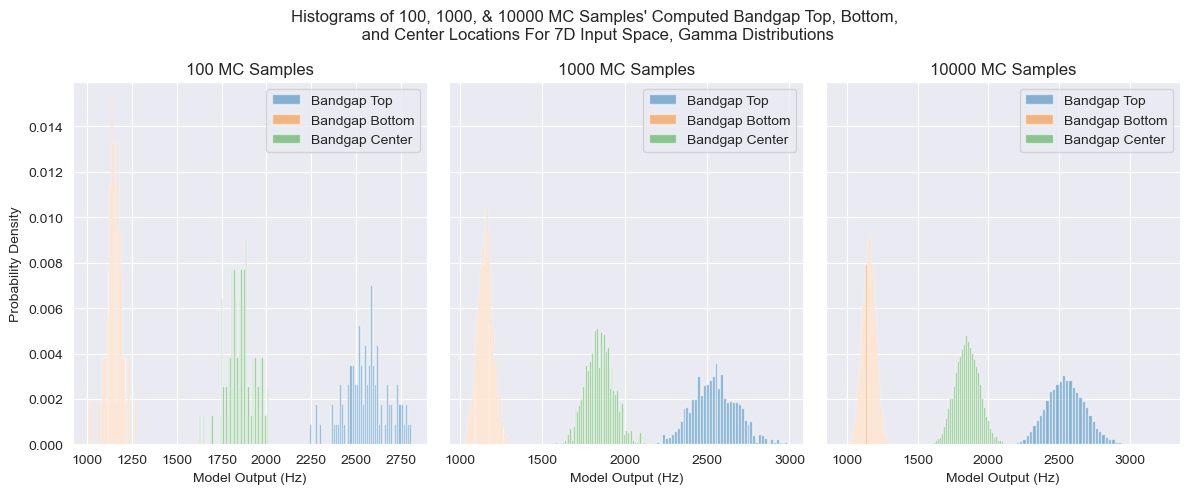 Histograms of 100, 1000, & 10000 MC Samples' Computed Bandgap Top, Bottom,
and Center Locations For 7D Input Space, Gamma Distributions
100 MC Samples
1000 MC Samples
10000 MC Samples
Probability Density
0.014
0.012
0.010
0.008
0.006
0.004
0.002
0.000
Bandgap Top
Bandgap Bottom
Bandgap Center
1000 1250 1500 1750 2000 2250 2500 2750
Model Output (Hz)
Bandgap Top
Bandgap Bottom
Bandgap Center
1000 1500 2000 2500 3000
Model Output (Hz)
Bandgap Top
Bandgap Bottom
Bandgap Center
1000 1500 2000 2500 3000
Model Output (Hz)